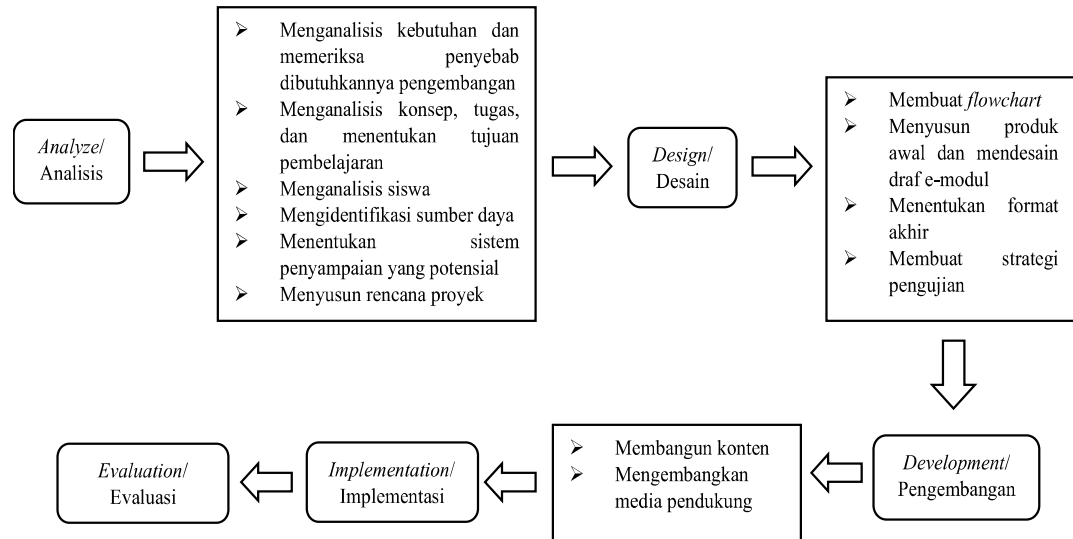 Analyze/
Analisis
➢ Menganalisis kebutuhan dan
memeriksa penyebab
dibutuhkannya pengembangan
➢ Menganalisis konsep, tugas,
dan menentukan tujuan
pembelajaran
➢ Menganalisis siswa
➢ Mengidentifikasi sumber daya
➢ Menentukan sistem
penyampaian yang potensial
➢ Menyusun rencana proyek
Design/
Desain
➢ Membuat flowchart
➢ Menyusun produk
awal dan mendesain
draf e-modul
➢ Menentukan format
akhir
➢ Membuat strategi
pengujian
Development/
Pengembangan
➢ Membangun konten
➢ Mengembangkan
media pendukung
Implementation/
Implementasi
Evaluation/
Evaluasi